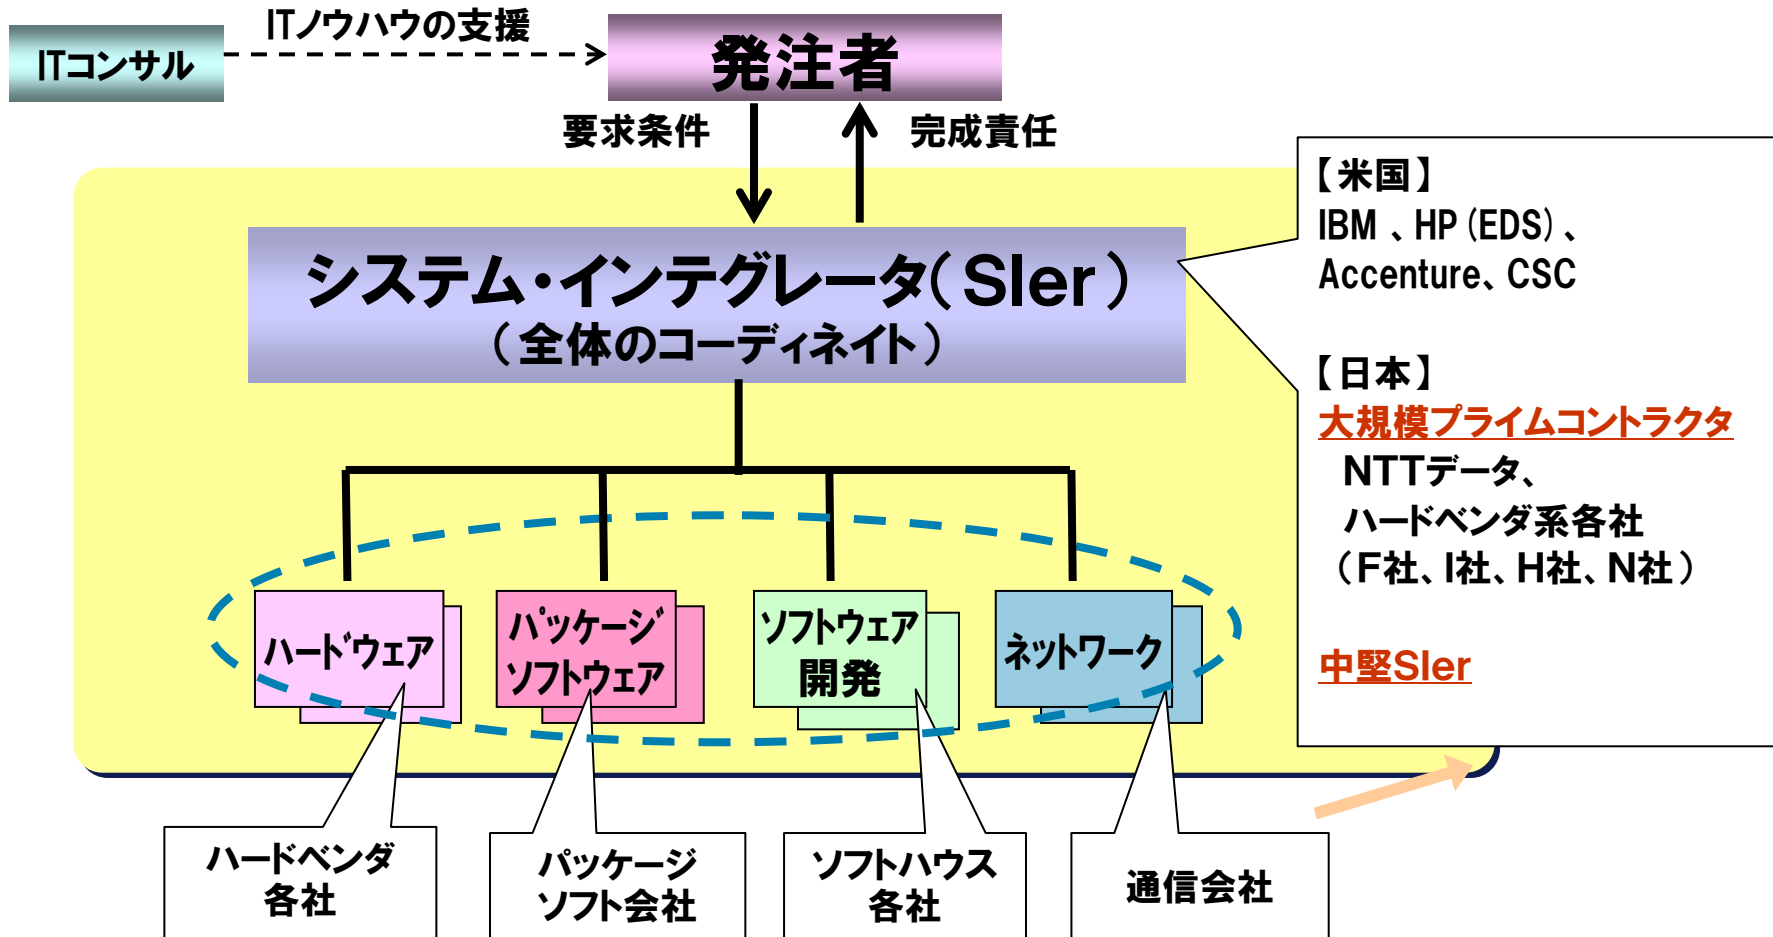 ITノウハウの支援
ITコンサル
発注者
要求条件
完成責任
システム・インテグレータ(SIer)
(全体のコーディネイト)
【米国】
IBM 、HP(EDS)、
Accenture、CSC
【日本】
大規模プライムコントラクタ
NTTデータ、
ハードベンダ系各社
(F社、I社、H社、N社)
中堅SIer
ハードウェア
パッケージ
ソフトウェア
ソフトウェア
開発
ネットワーク
ハードベンダ
各社
パッケージ
ソフト会社
ソフトハウス
各社
通信会社